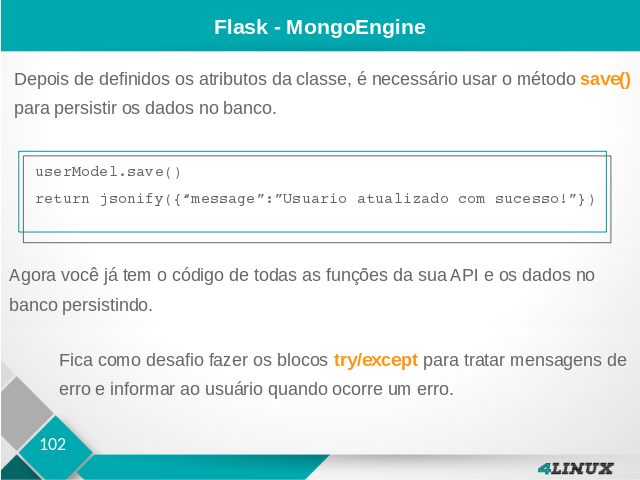 Flask - MongoEngine
Depois de definidos os atributos da classe, é necessário usar o método save()
para persistir os dados no banco.
userModel.save()
return jsonify({“message”:”Usuario atualizado com sucesso!”})
Agora você já tem o código de todas as funções da sua API e os dados no
banco persistindo.
Fica como desafio fazer os blocos try/except para tratar mensagens de
erro e informar ao usuário quando ocorre um erro.
102
4LINUX